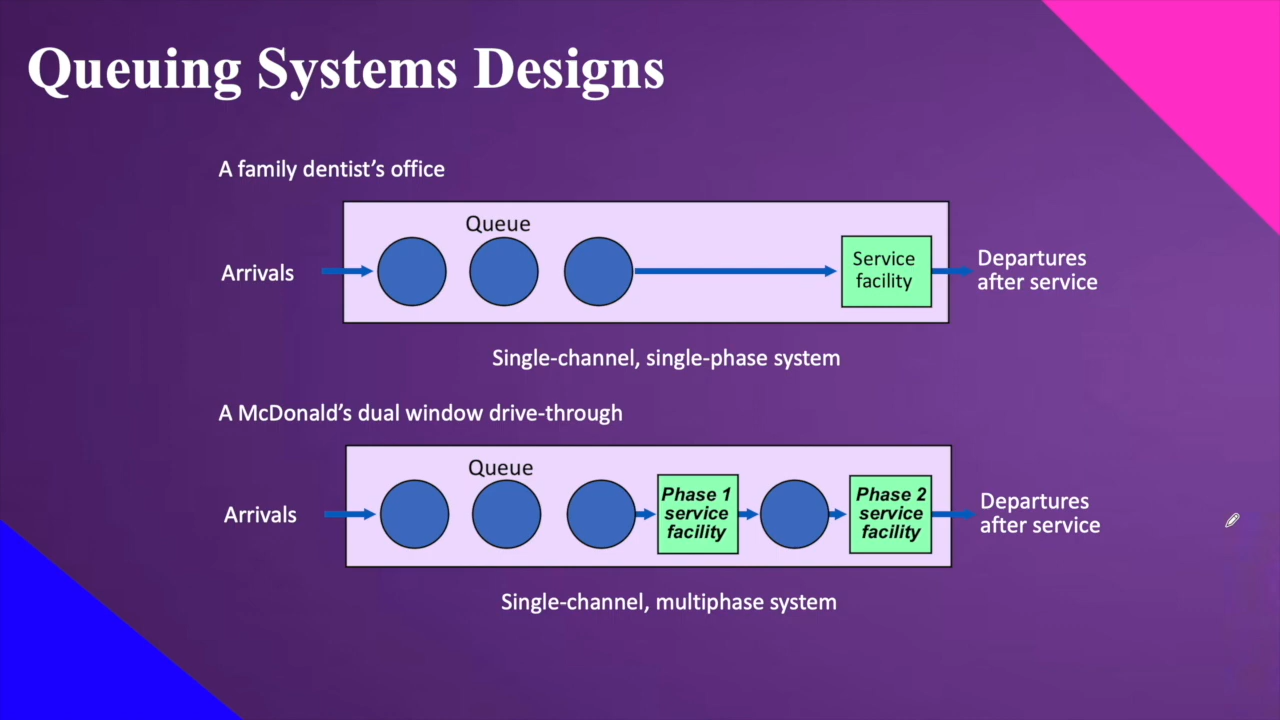 Queuing Systems Designs
A family dentist’s office
Queue
Arrivals
Service
facility
Departures
after service
Single-channel, single-phase system
A McDonald’s dual window drive-through
Queue
Arrivals
Phase 1
service
facility
Phase 2
service
facility
Departures
after service
Single-channel, multiphase system